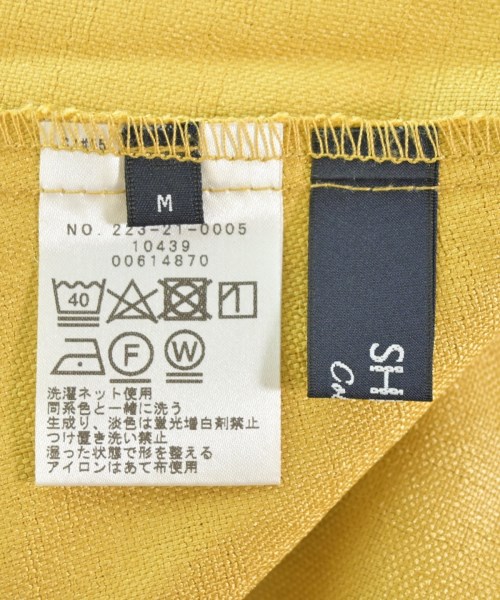 M
NO. 223-21-0005
10439
00614870
40
F W
洗濯ネット使用
同系色と一緒に洗う
生成り、淡色は蛍光増白剤禁止
つけ置き洗い禁止
湿った状態で形を整える
アイロンはあて布使用
SH
Co